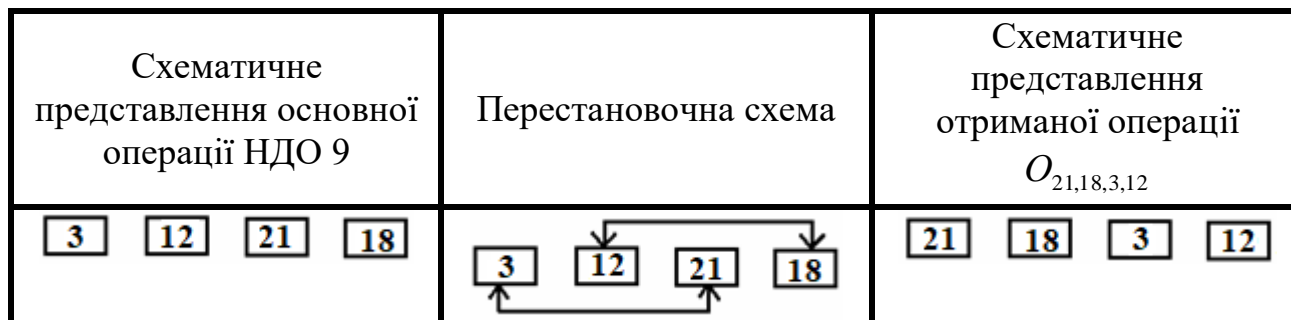 Схематичне
представлення основної
операції НДО 9
Перестановочна схема
Схематичне
представлення
отриманої операції
O21,18,3,12
3 12 21 18
3 12 21 18
21 18 3 12